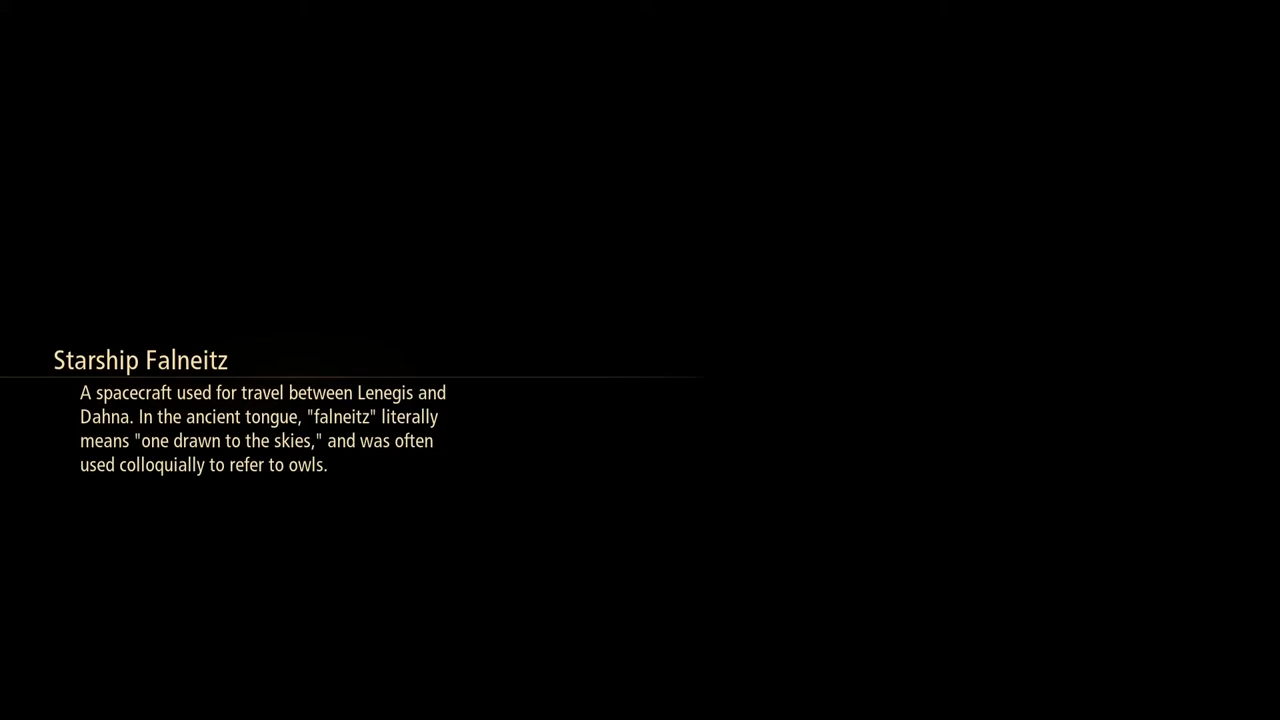 Starship Falneitz
A spacecraft used for travel between Lenegis and
Dahna. In the ancient tongue, "falneitz" literally
means "one drawn to the skies," and was often
used colloquially to refer to owls.